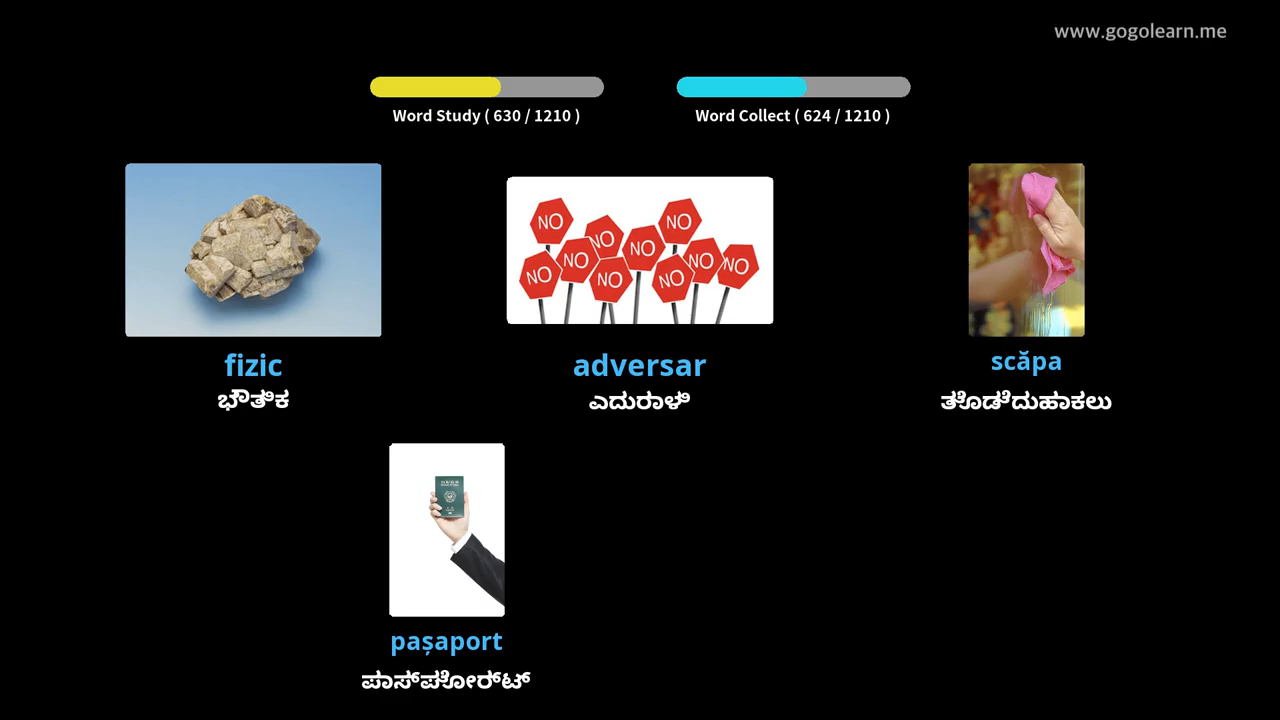 www.gogolearn.me
Word Study ( 630 / 1210 )
Word Collect ( 624 / 1210 )
NO NO NO NO NO NO NO NO NO NO
fizic
ಭೌತಿಕ
adversar
ಎದುರಾಳಿ
scăpa
ತೊಡೆದುಹಾಕಲು
pașaport
ಪಾಸ್ಪೋರ್ಟ್